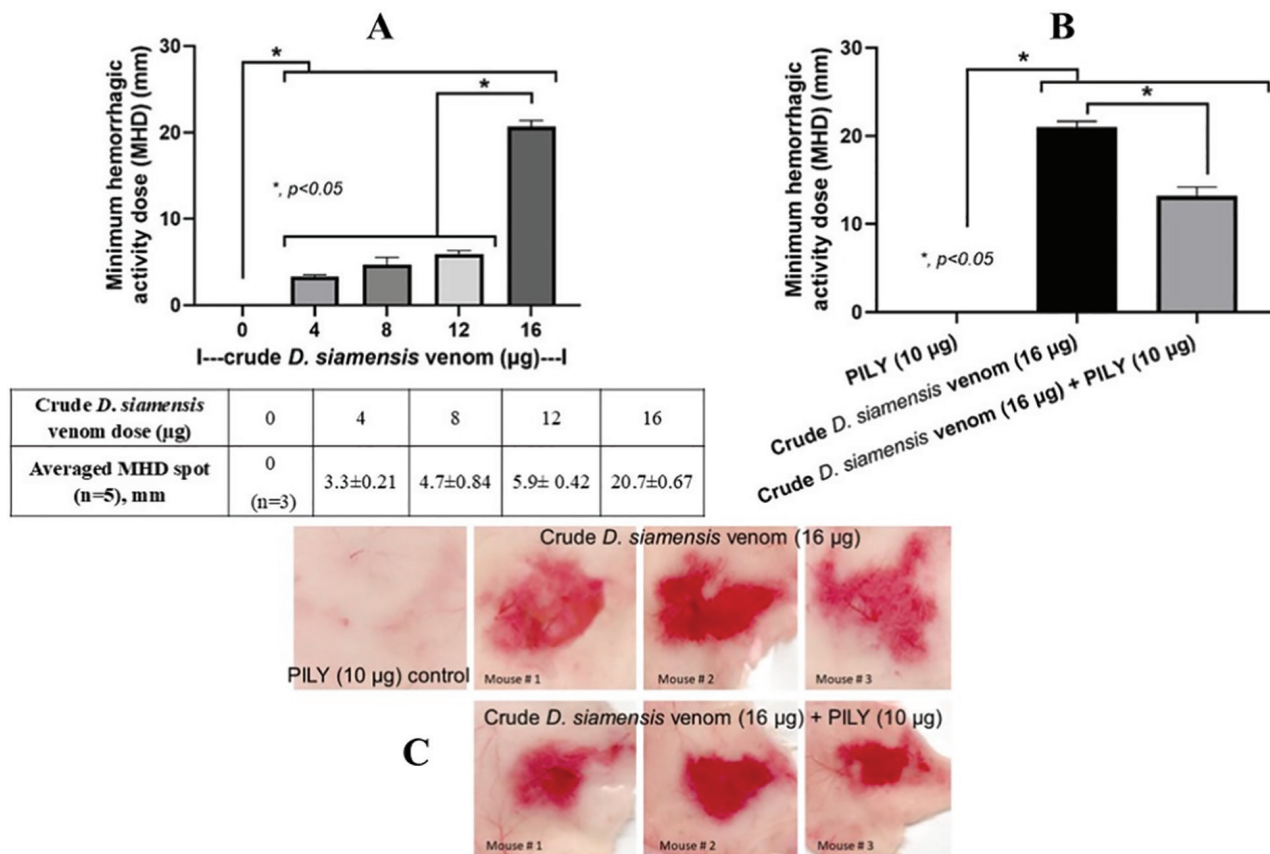 A
Minimum hemorrhagic
activity dose (MHD) (mm)
30
20
10
0
*
*
*, p<0.05
0 4 8 12 16
I---crude D. siamensis venom (µg)---I
B
Minimum hemorrhagic
activity dose (MHD) (mm)
30
20
10
0
*
*
*, p<0.05
PILY (10 µg)
Crude D. siamensis venom (16 µg)
Crude D. siamensis venom (16 µg) + PILY (10 µg)
Crude D. siamensis
venom dose (µg)
0
4
8
12
16
Averaged MHD spot
(n=5), mm
0
(n=3)
3.3±0.21
4.7±0.84
5.9± 0.42
20.7±0.67
C
Crude D. siamensis venom (16 µg)
PILY (10 µg) control
Mouse # 1
Mouse # 2
Mouse # 3
Crude D. siamensis venom (16 µg) + PILY (10 µg)
Mouse # 1
Mouse # 2
Mouse # 3